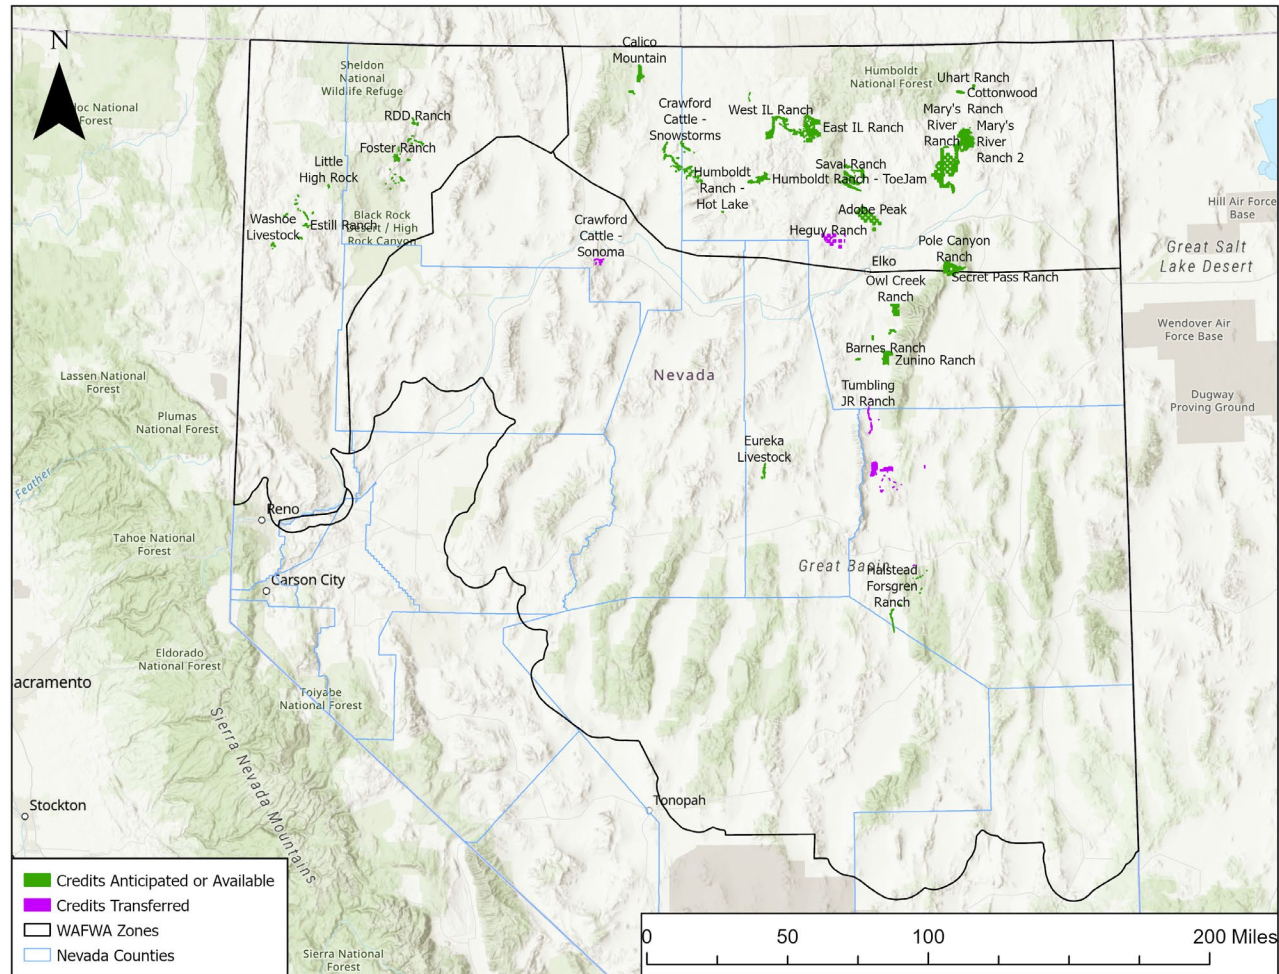 N
Calico
Mountain
Sheldon
National
Wildlife Refuge
Humboldt
National Forest
Uhart Ranch
Cottonwood
Ranch
doc National
Forest
RDD Ranch
Crawford
Cattle -
Snowstorms
West IL Ranch
East IL Ranch
Mary's
River
Ranch
Mary's
River
Ranch 2
Foster Ranch
Little
High Rock
Saval Ranch
Humboldt Ranch - ToeJam
Humboldt
Ranch -
Hot Lake
Washoe
Livestock
Estill Ranch
Black Rock
Desert / High
Rock Canyon
Adobe Peak
Hill Air Force
Base
Crawford
Cattle -
Sonoma
Heguy Ranch
Pole Canyon
Ranch
Great Salt
Lake Desert
Elko
Secret Pass Ranch
Owl Creek
Ranch
Wendover Air
Force Base
Barnes Ranch
Zunino Ranch
Nevada
Lassen National
Forest
Tumbling
JR Ranch
Dugway
Proving Ground
Plumas
National Forest
Eureka
Livestock
Feather
Reno
Tahoe National
Forest
Great Basin
Halstead
Forsgren
Ranch
Carson City
Eldorado
National Forest
acramento
Toiyabe
National Forest
Sierra Nevada Mountains
Stockton
Tonopah
Credits Anticipated or Available
Credits Transferred
WAFWA Zones
Nevada Counties
Sierra National
Forest
0 50 100 200 Miles